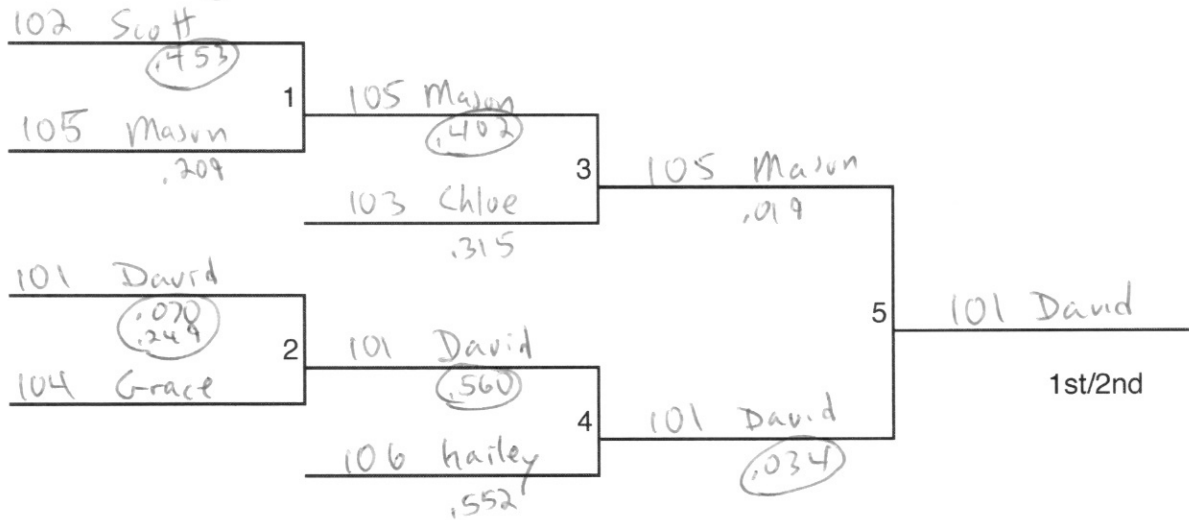 102 Scott
.453
1
105 Mason
.209
105 Mason
.402
3
103 Chloe
.315
105 Mason
.019
101 David
.070
.249
2
104 Grace
101 David
.560
4
106 hailey
.552
101 David
.034
5
101 David
1st/2nd